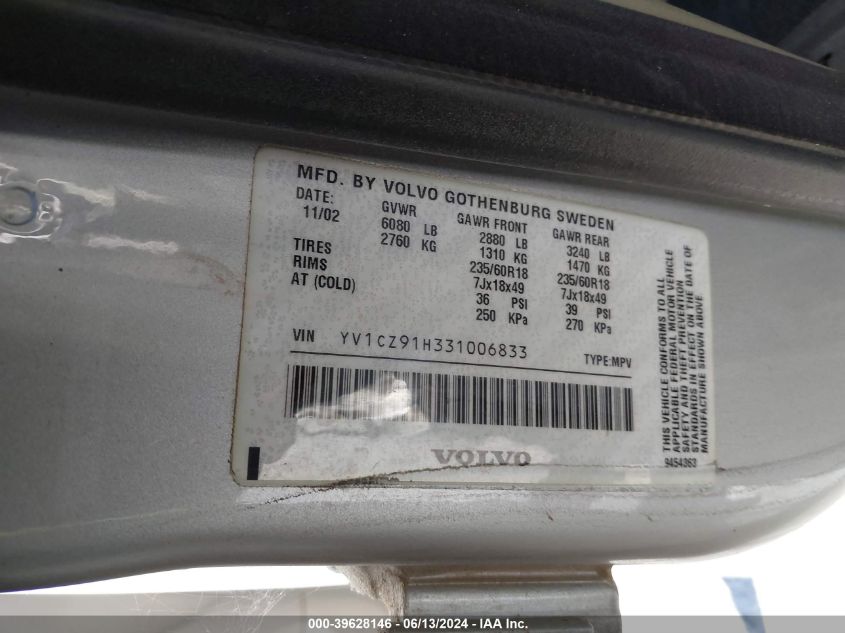 MFD. BY VOLVO GOTHENBURG SWEDEN
DATE: GVWR GAWR FRONT GAWR REAR
11/02 6080 LB 2880 LB 3240 LB
2760 KG 1310 KG 1470 KG
TIRES 235/60R18 235/60R18
RIMS 7Jx18x49 7Jx18x49
AT (COLD) 36 PSI 39 PSI
250 KPa 270 KPa
VIN YV1CZ91H331006833 TYPE:MPV
VOLVO
THIS VEHICLE CONFORMS TO ALL
APPLICABLE FEDERAL MOTOR VEHICLE
SAFETY AND THEFT PREVENTION
STANDARDS IN EFFECT ON THE DATE OF
MANUFACTURE SHOWN ABOVE.
9454363
000-39628146 - 06/13/2024 - IAA Inc.